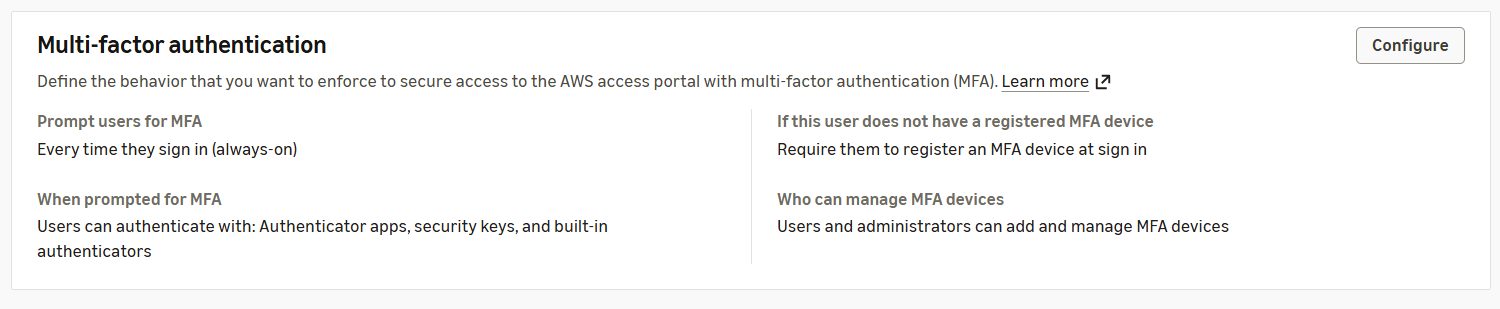 Multi-factor authentication
Configure
Define the behavior that you want to enforce to secure access to the AWS access portal with multi-factor authentication (MFA). Learn more
Prompt users for MFA
Every time they sign in (always-on)
If this user does not have a registered MFA device
Require them to register an MFA device at sign in
When prompted for MFA
Users can authenticate with: Authenticator apps, security keys, and built-in
authenticators
Who can manage MFA devices
Users and administrators can add and manage MFA devices